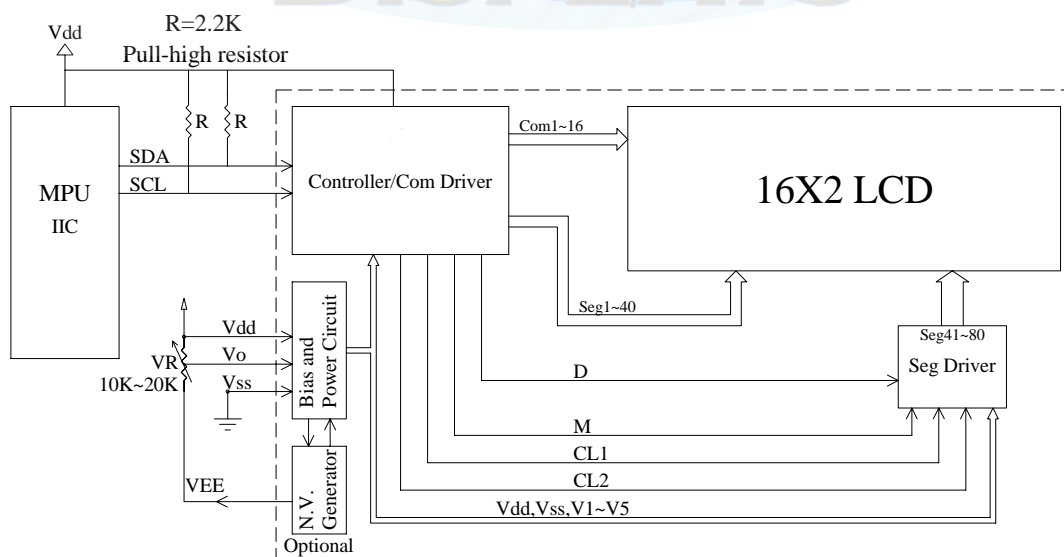 R=2.2K
Vdd
Pull-high resistor
R
R
SDA
SCL
MPU
IIC
Controller/Com Driver
Com1~16
16X2 LCD
Seg1~40
Seg41~80
Seg Driver
Vdd
Vo
Vss
VR
10K~20K
Bias and
Power Circuit
D
M
CL1
CL2
Vdd,Vss,V1~V5
VEE
N.V.
Generator
Optional